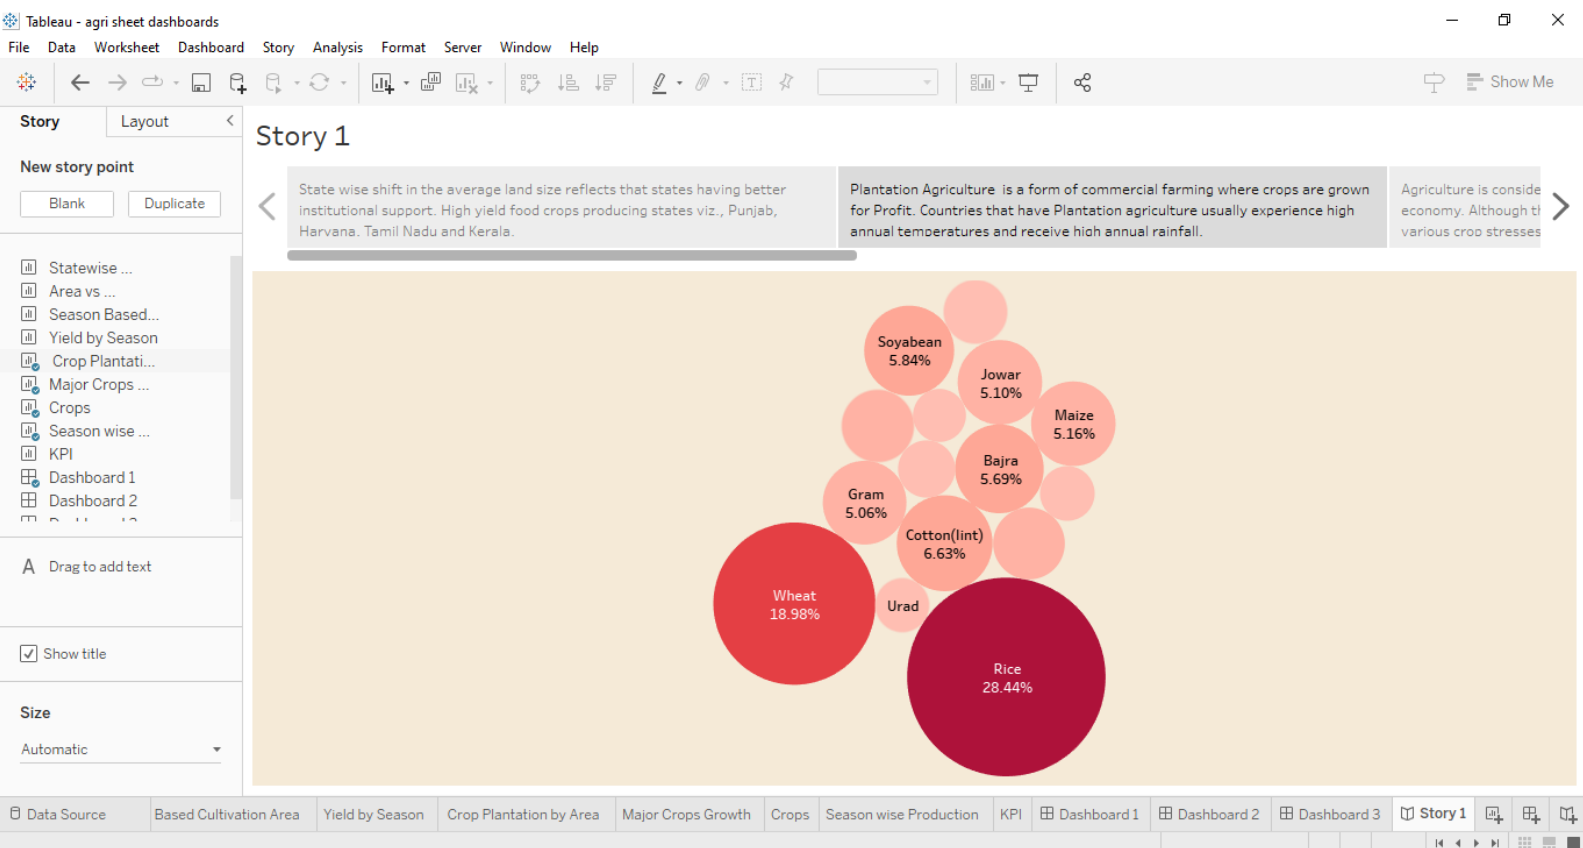 Tableau - agri sheet dashboards
File Data Worksheet Dashboard Story Analysis Format Server Window Help
Show Me
Story Layout
New story point
Blank Duplicate
Statewise ...
Area vs ...
Season Based...
Yield by Season
Crop Plantati...
Major Crops ...
Crops
Season wise ...
KPI
Dashboard 1
Dashboard 2
A Drag to add text
Show title
Size
Automatic
Story 1
State wise shift in the average land size reflects that states having better
institutional support. High yield food crops producing states viz., Punjab,
Haryana, Tamil Nadu and Kerala.
Plantation Agriculture is a form of commercial farming where crops are grown
for Profit. Countries that have Plantation agriculture usually experience high
annual temperatures and receive high annual rainfall.
Agriculture is conside
economy. Although th
various crop stresses
Soyabean
5.84%
Jowar
5.10%
Maize
5.16%
Bajra
5.69%
Gram
5.06%
Cotton(lint)
6.63%
Wheat
18.98%
Urad
Rice
28.44%
Data Source Based Cultivation Area Yield by Season Crop Plantation by Area Major Crops Growth Crops Season wise Production KPI Dashboard 1 Dashboard 2 Dashboard 3 Story 1